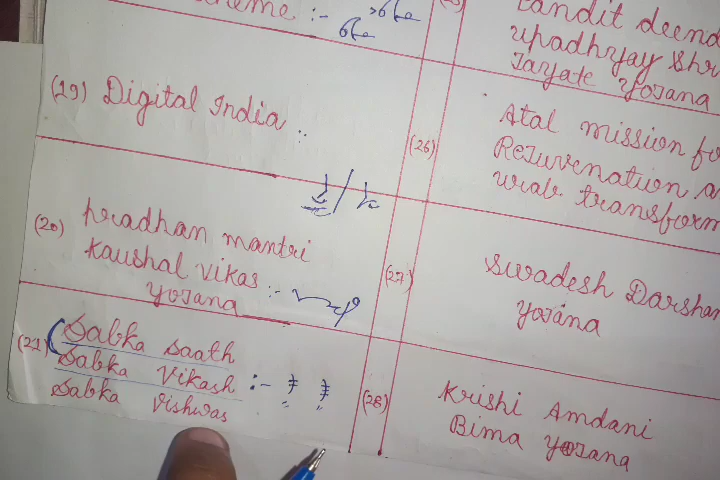 :-
(19) Digital India :-
(20) pradhan mantri
kaushal vikas :-
yojana
(21) Sabka saath
Sabka vikash :-
Sabka vishwas
Pandit deend
upadhyay Shr
Jayate yojana
(26) Atal mission fo
Rejuvenation a
urab transform
(27) Swadesh Darshan
yojana
(28) Krishi Amdani
Bima yojana